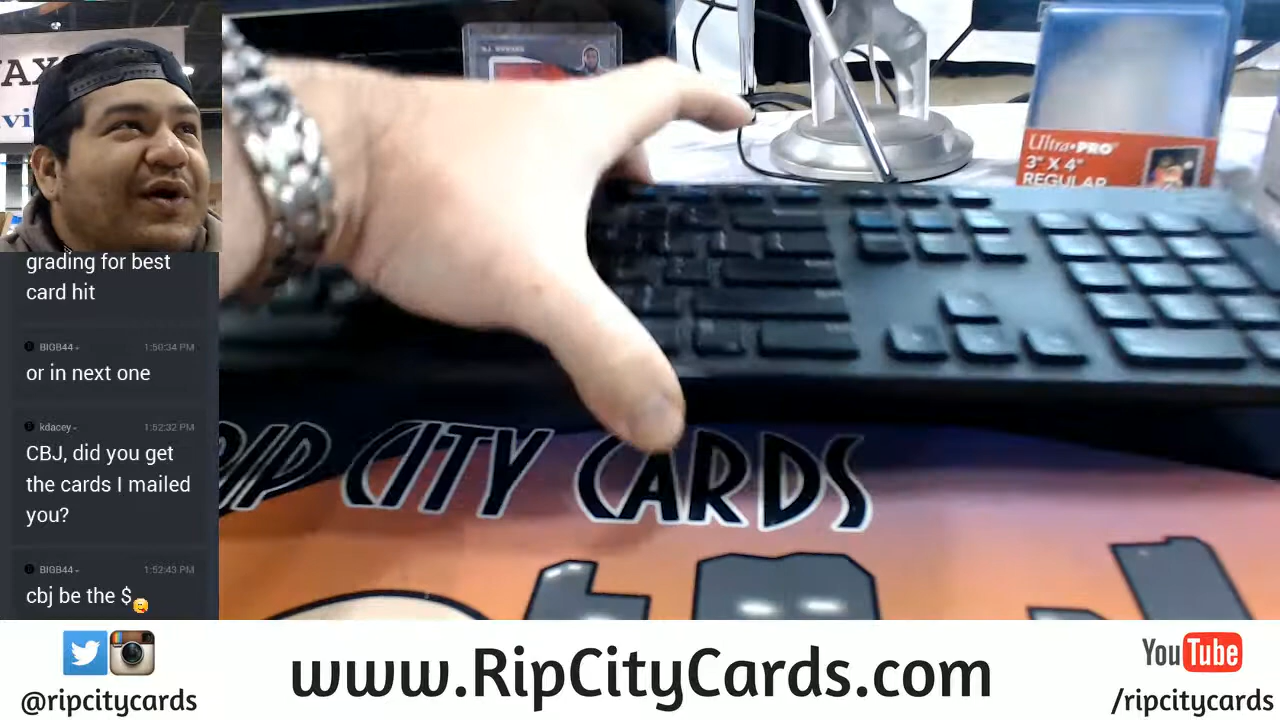 grading for best
card hit
BIGB44- 1:50:34 PM
or in next one
kdacey- 1:52:32 PM
CBJ, did you get
the cards I mailed
you?
BIGB44- 1:52:43 PM
cbj be the $
Ultra•PRO
3" X 4"
REGULAR
RIP CITY CARDS
@ripcitycards
www.RipCityCards.com
YouTube
/ripcitycards